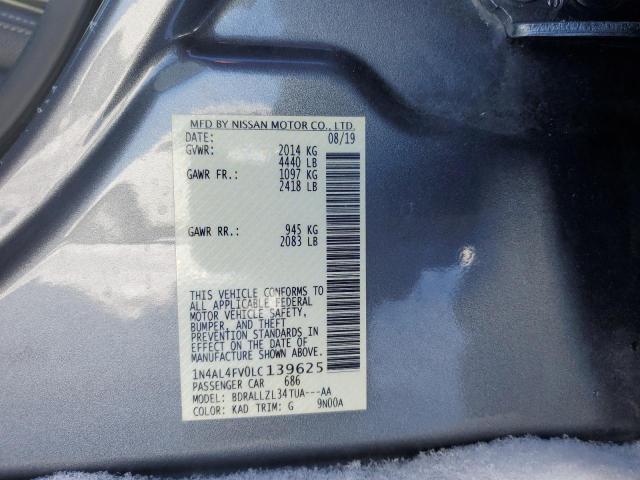 MFD BY NISSAN MOTOR CO., LTD.
DATE: 08/19
GVWR: 2014 KG
4440 LB
GAWR FR.: 1097 KG
2418 LB
GAWR RR.: 945 KG
2083 LB
THIS VEHICLE CONFORMS TO
ALL APPLICABLE FEDERAL
MOTOR VEHICLE SAFETY,
BUMPER, AND THEFT
PREVENTION STANDARDS IN
EFFECT ON THE DATE OF
MANUFACTURE SHOWN ABOVE.
1N4AL4FV0LC139625
PASSENGER CAR 686
MODEL: BDRALLZL34TUA---AA
COLOR: KAD TRIM: G 9N00A